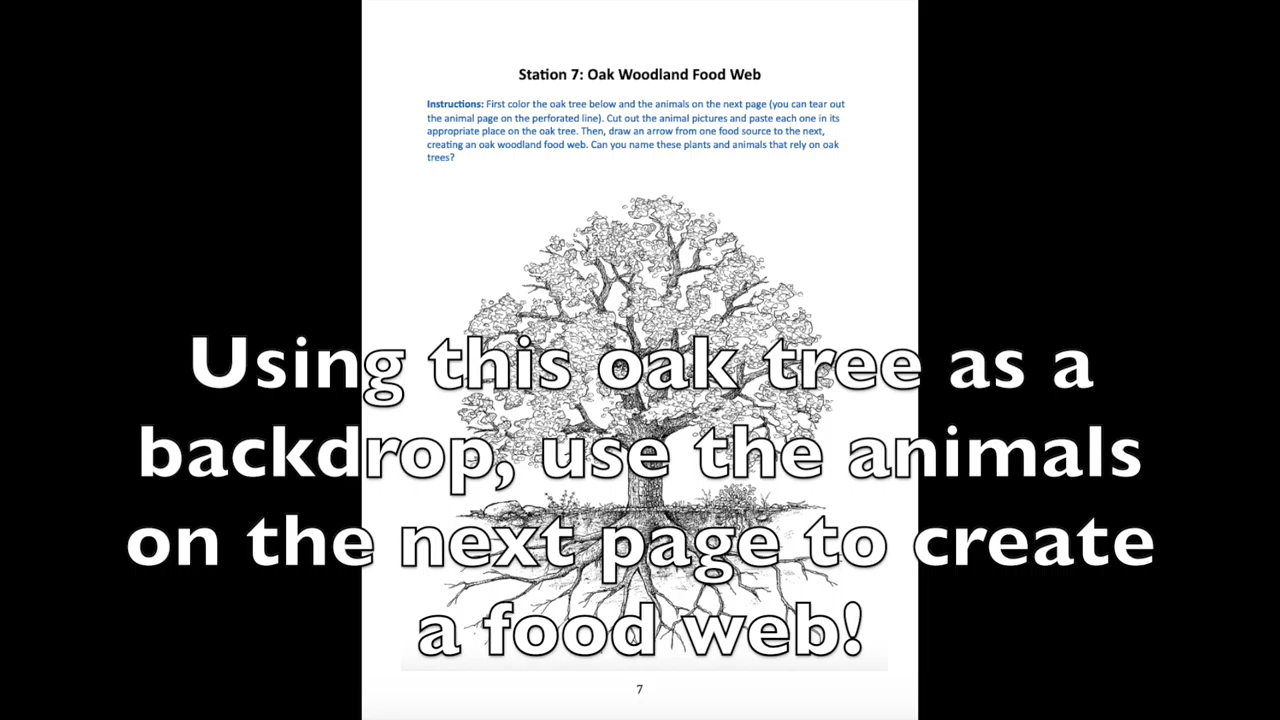 Station 7: Oak Woodland Food Web
Instructions: First color the oak tree below and the animals on the next page (you can tear out
the animal page on the perforated line). Cut out the animal pictures and paste each one in its
appropriate place on the oak tree. Then, draw an arrow from one food source to the next,
creating an oak woodland food web. Can you name these plants and animals that rely on oak
trees?
Using this oak tree as a
backdrop, use the animals
on the next page to create
a food web!
7